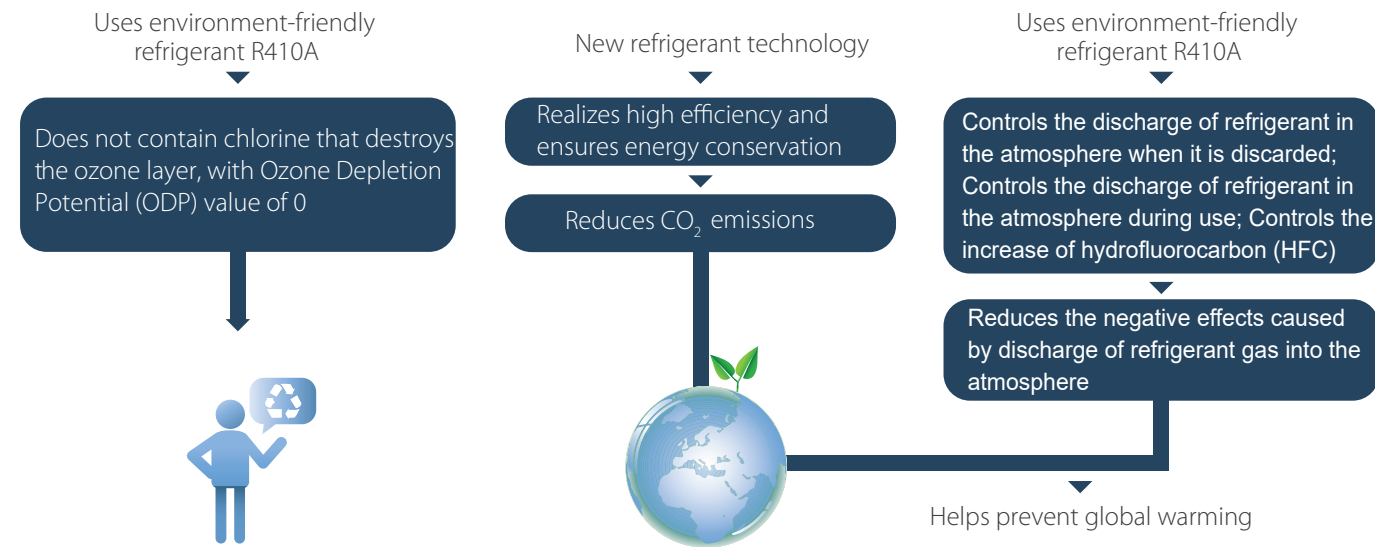 Uses environment-friendly
refrigerant R410A
Does not contain chlorine that destroys
the ozone layer, with Ozone Depletion
Potential (ODP) value of 0
New refrigerant technology
Realizes high efficiency and
ensures energy conservation
Reduces CO₂ emissions
Uses environment-friendly
refrigerant R410A
Controls the discharge of refrigerant in
the atmosphere when it is discarded;
Controls the discharge of refrigerant in
the atmosphere during use; Controls the
increase of hydrofluorocarbon (HFC)
Reduces the negative effects caused
by discharge of refrigerant gas into the
atmosphere
Helps prevent global warming